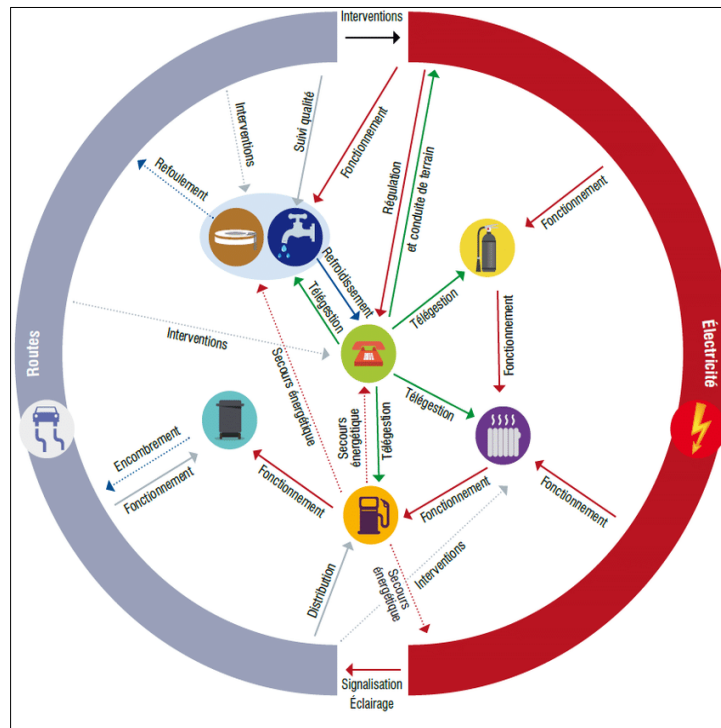 Interventions
Interventions
Suivi qualité
Fonctionnement
Régulation
et conduite de terrain
Refoulement
Fonctionnement
Refroidissement
Télégestion
Télégestion
Fonctionnement
Interventions
Secours énergétique
Routes
Électricité
Télégestion
Secours
énergétique
Télégestion
Encombrement
Fonctionnement
Fonctionnement
Fonctionnement
Fonctionnement
Interventions
Distribution
Secours
énergétique
Signalisation
Éclairage